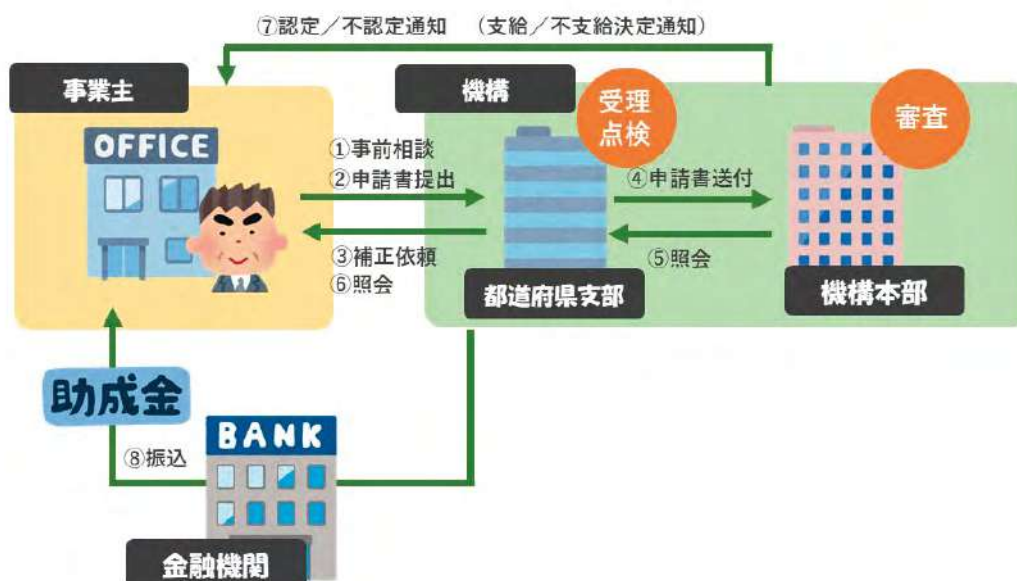 ⑦認定／不認定通知　（支給／不支給決定通知）
事業主
機構
受理
点検
審査
OFFICE
①事前相談
②申請書提出
④申請書送付
③補正依頼
⑥照会
⑤照会
都道府県支部
機構本部
助成金
BANK
⑧振込
金融機関